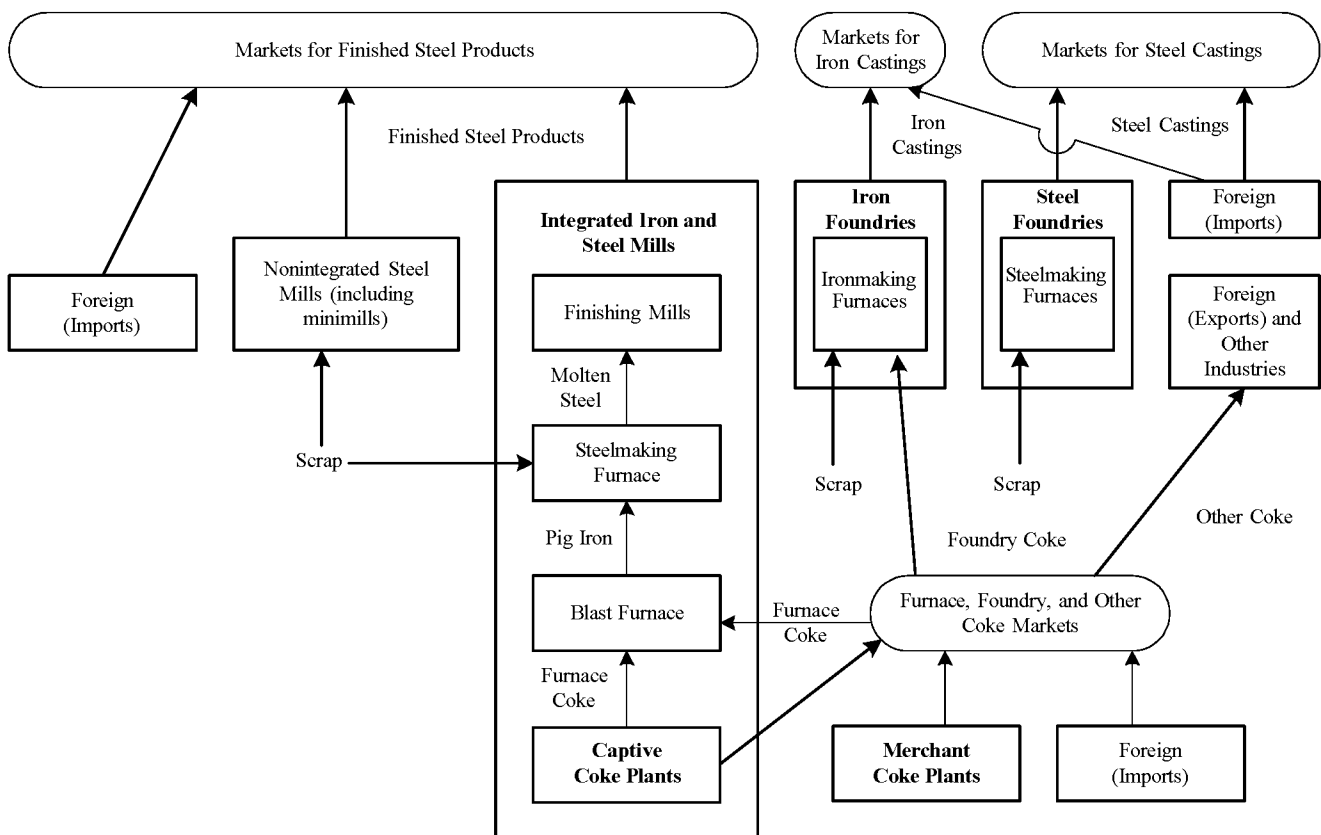 Markets for Finished Steel Products
Markets for
Iron Castings
Markets for Steel Castings
Finished Steel Products
Iron
Castings
Steel Castings
Foreign
(Imports)
Nonintegrated Steel
Mills (including
minimills)
Integrated Iron and
Steel Mills
Finishing Mills
Molten
Steel
Scrap
Steelmaking
Furnace
Pig Iron
Blast Furnace
Furnace
Coke
Captive
Coke Plants
Iron
Foundries
Ironmaking
Furnaces
Scrap
Steel
Foundries
Steelmaking
Furnaces
Scrap
Foreign
(Imports)
Foreign
(Exports) and
Other
Industries
Other Coke
Foundry Coke
Furnace
Coke
Furnace, Foundry, and Other
Coke Markets
Merchant
Coke Plants
Foreign
(Imports)